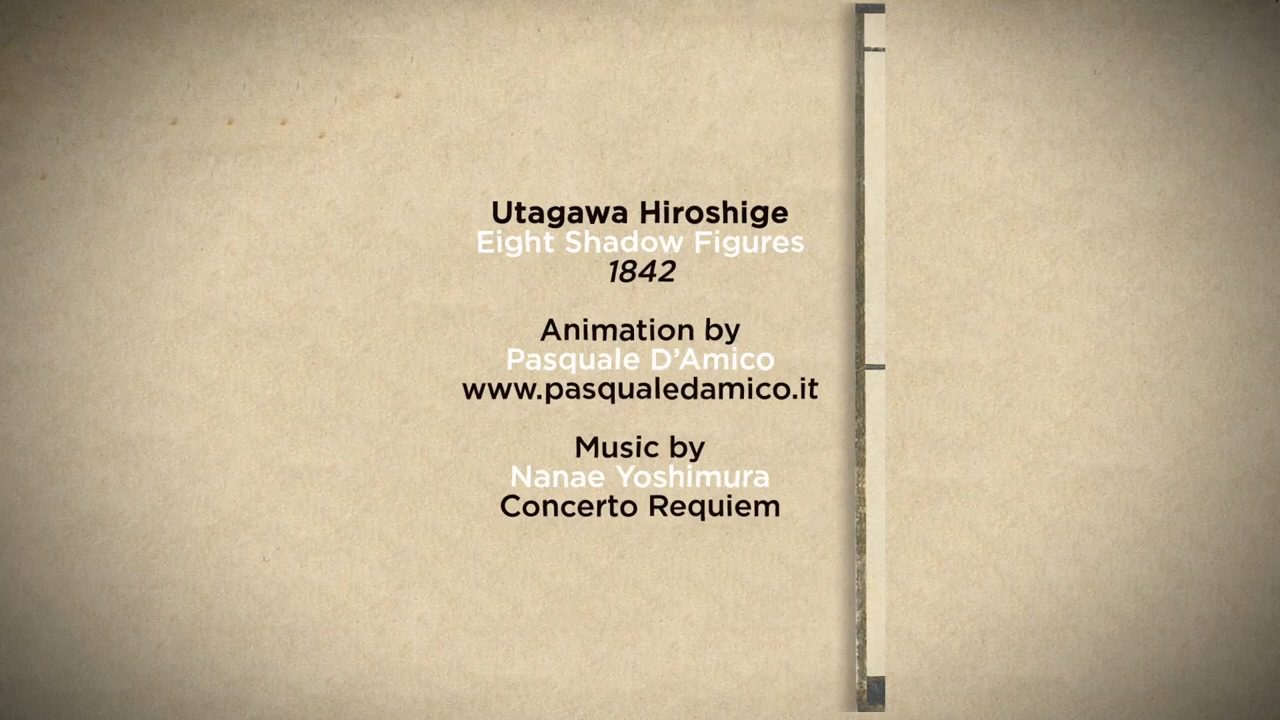 Utagawa Hiroshige
Eight Shadow Figures
1842
Animation by
Pasquale D’Amico
www.pasqualedamico.it
Music by
Nanae Yoshimura
Concerto Requiem